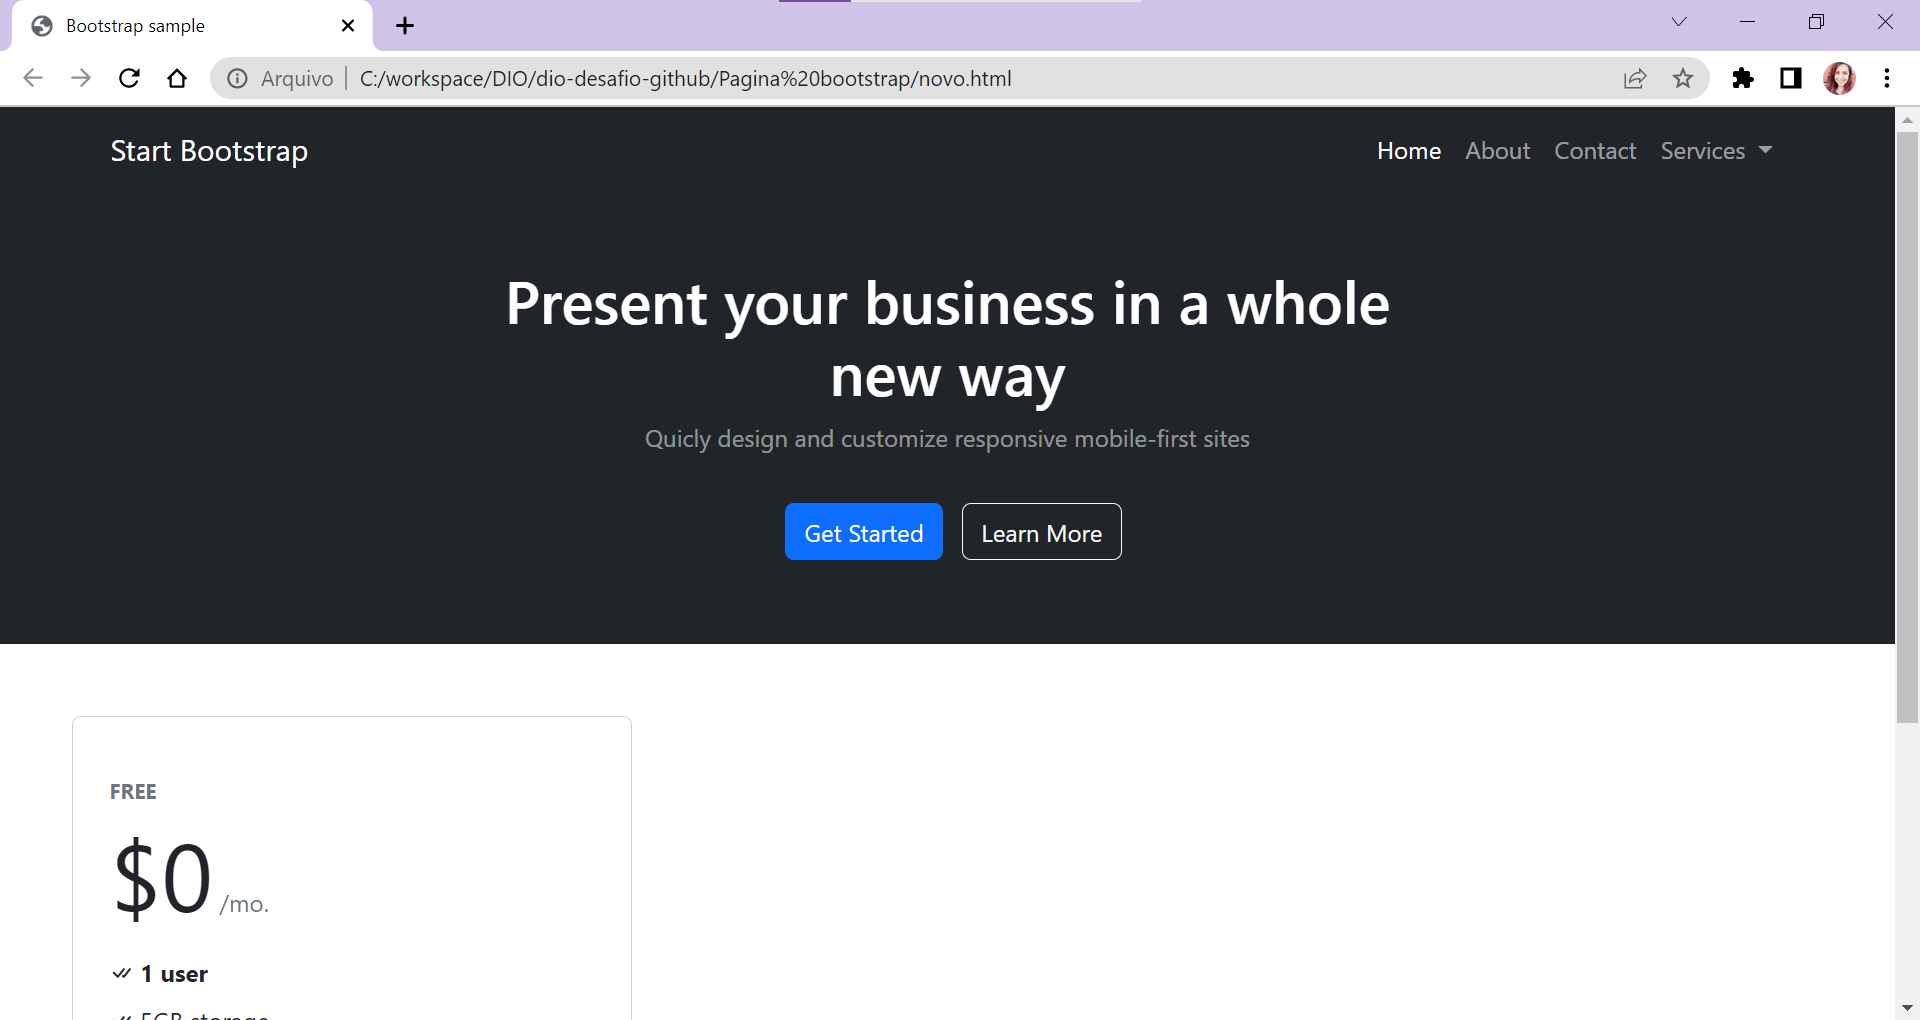 Bootstrap sample
Arquivo C:/workspace/DIO/dio-desafio-github/Pagina%20bootstrap/novo.html
Start Bootstrap Home About Contact Services
Present your business in a whole
new way
Quicly design and customize responsive mobile-first sites
Get Started Learn More
FREE
$0 /mo.
1 user
5GB storage